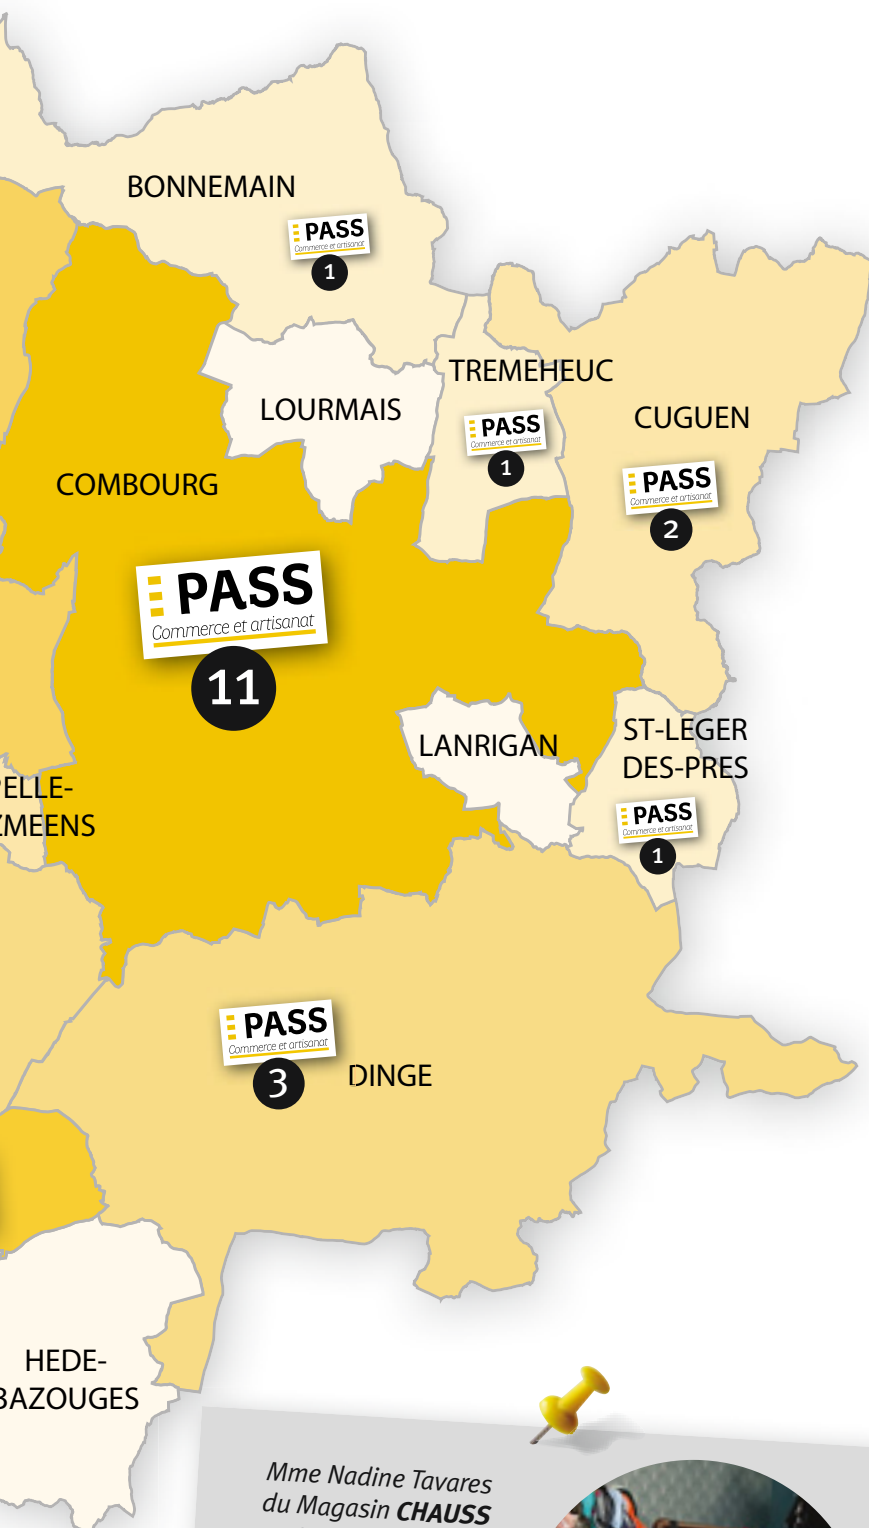 BONNEMAIN
PASS
Commerce et artisanat
1
TREMEHEUC
LOURMAIS
CUGUEN
PASS
Commerce et artisanat
1
COMBOURG
PASS
Commerce et artisanat
2
PASS
Commerce et artisanat
11
LANRIGAN
ST-LEGER
DES-PRES
ELLE-
MEENS
PASS
Commerce et artisanat
1
PASS
Commerce et artisanat
3
DINGE
HEDE-
BAZOUGES
Mme Nadine Tavares
du Magasin CHAUSS